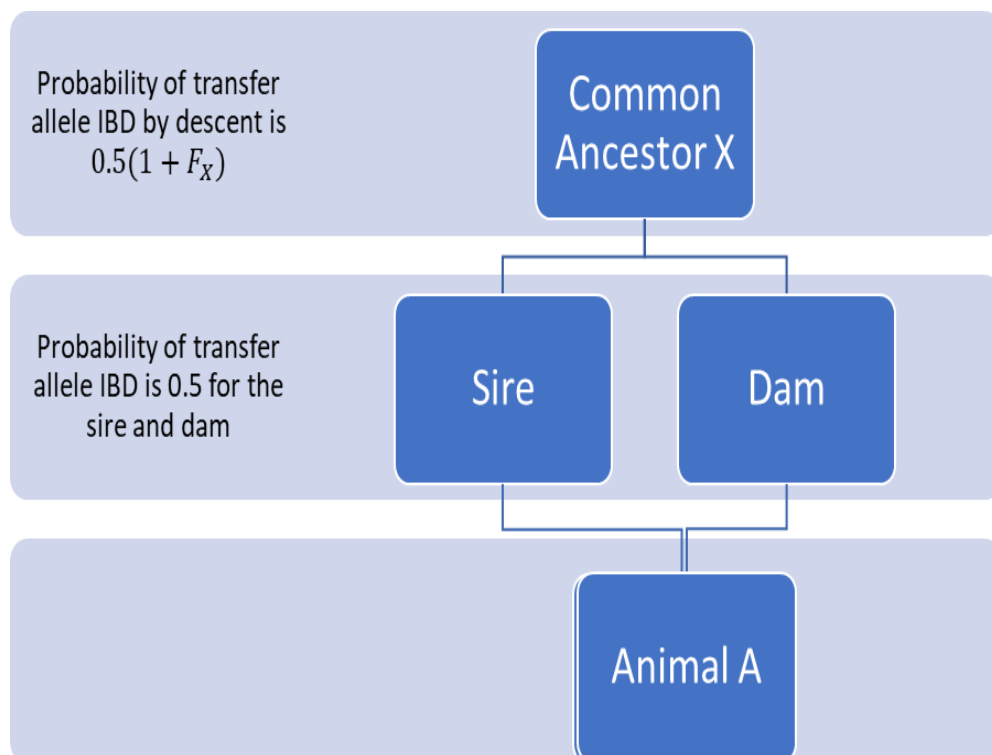 Probability of transfer
allele IBD by descent is
0.5(1 + F_X)
Common
Ancestor X
Probability of transfer
allele IBD is 0.5 for the
sire and dam
Sire
Dam
Animal A